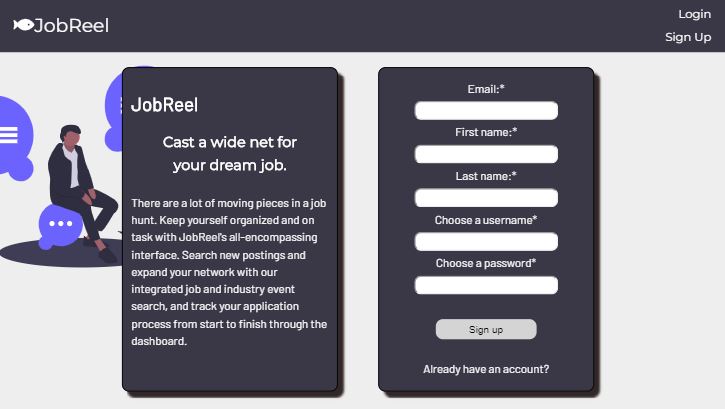 JobReel
Login
Sign Up
JobReel
Cast a wide net for
your dream job.
There are a lot of moving pieces in a job
hunt. Keep yourself organized and on
task with JobReel's all-encompassing
interface. Search new postings and
expand your network with our
integrated job and industry event
search, and track your application
process from start to finish through the
dashboard.
Email:*
First name:*
Last name:*
Choose a username*
Choose a password*
Sign up
Already have an account?